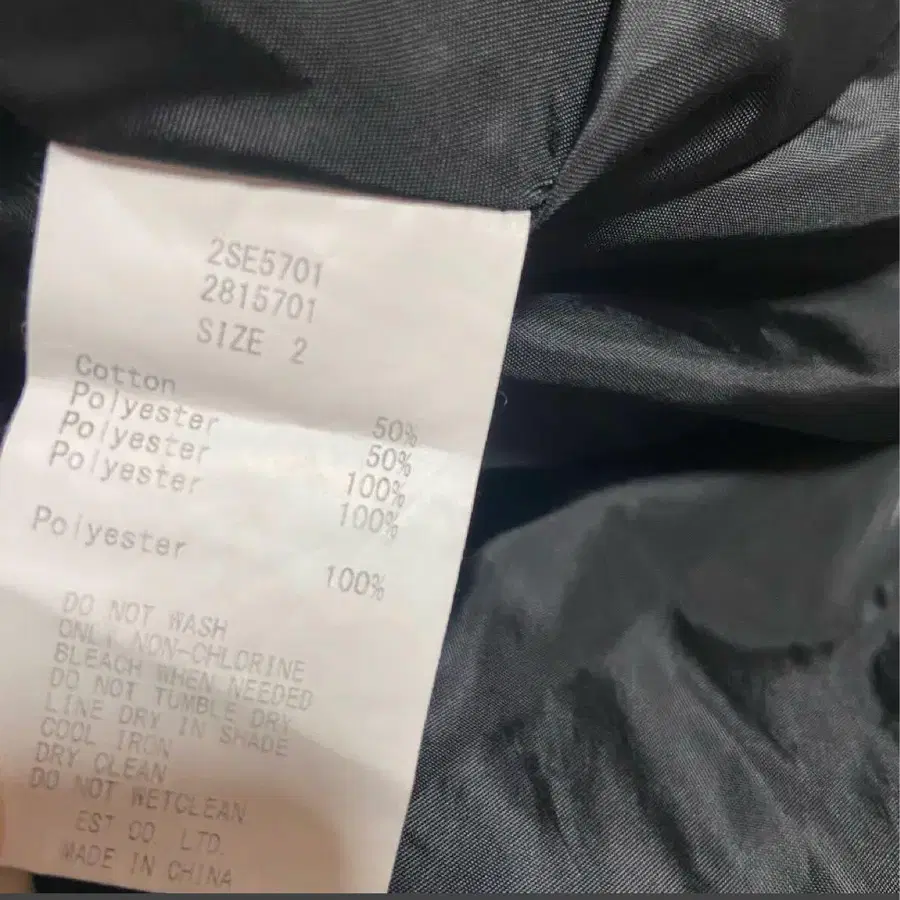 2SE5701
2815701
SIZE 2
Cotton 50%
Polyester 50%
Polyester 100%
Polyester 100%
Polyester 100%
DO NOT WASH
ONLY NON-CHLORINE
BLEACH WHEN NEEDED
DO NOT TUMBLE DRY
LINE DRY IN SHADE
COOL IRON
DRY CLEAN
DO NOT WETCLEAN
EST CO. LTD.
MADE IN CHINA